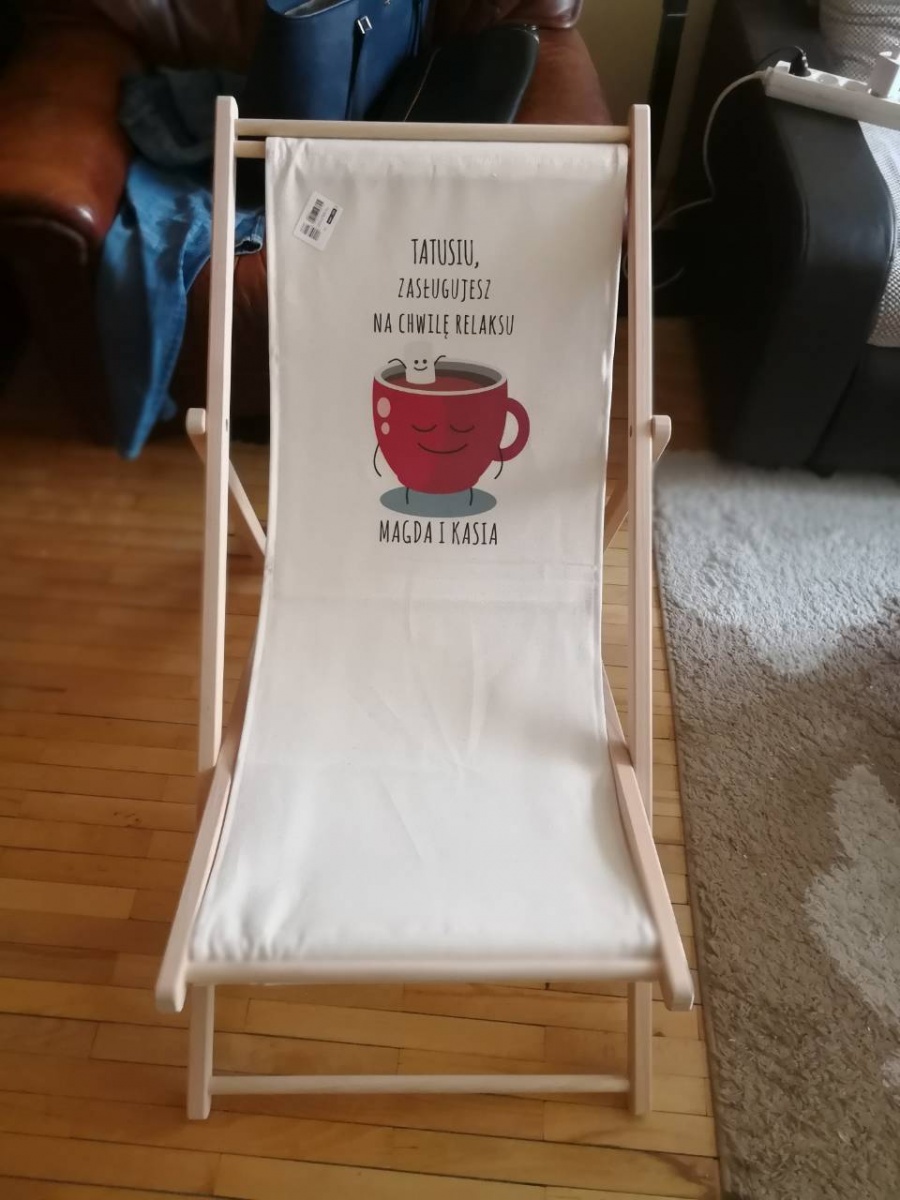 TATUSIU,
ZASŁUGUJESZ
NA CHWILĘ RELAKSU
MAGDA I KASIA